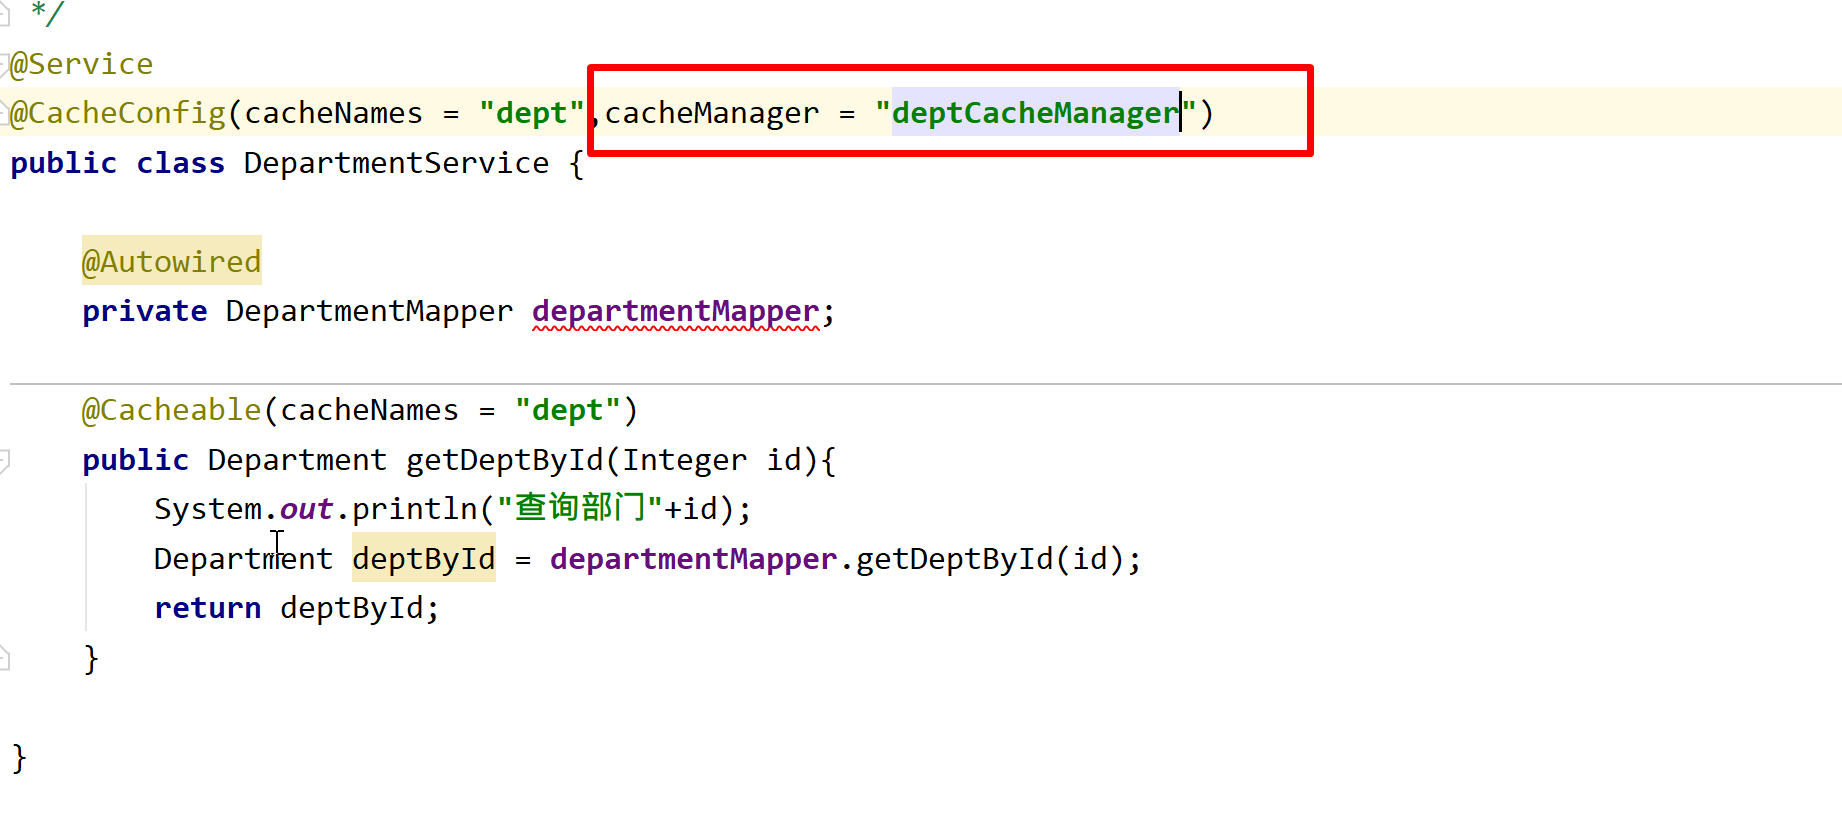 */
@Service
@CacheConfig(cacheNames = "dept",cacheManager = "deptCacheManager")
public class DepartmentService {
@Autowired
private DepartmentMapper departmentMapper;
@Cacheable(cacheNames = "dept")
public Department getDeptById(Integer id){
System.out.println("查询部门"+id);
Department deptById = departmentMapper.getDeptById(id);
return deptById;
}
}